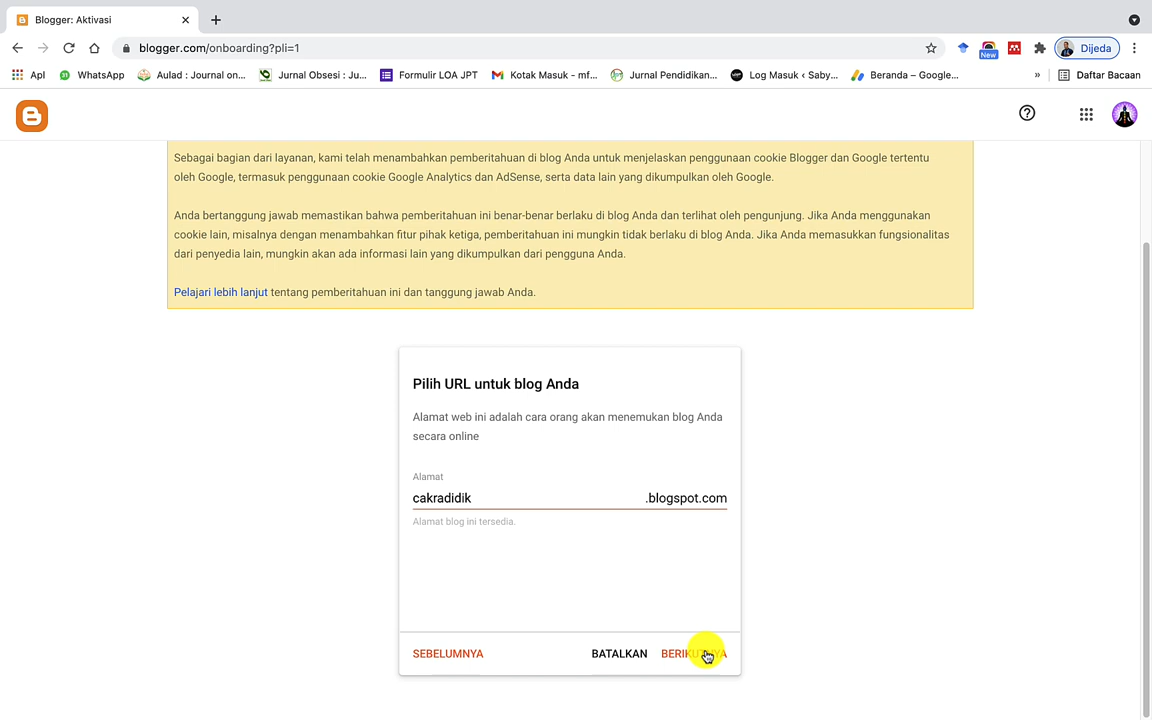 Blogger: Aktivasi
blogger.com/onboarding?pli=1
New
Dijeda
Apl
WhatsApp
Aulad : Journal on...
Jurnal Obsesi : Ju...
Formulir LOA JPT
Kotak Masuk - mf...
Jurnal Pendidikan...
Log Masuk ‹ Saby...
Beranda – Google...
»
Daftar Bacaan
Sebagai bagian dari layanan, kami telah menambahkan pemberitahuan di blog Anda untuk menjelaskan penggunaan cookie Blogger dan Google tertentu
oleh Google, termasuk penggunaan cookie Google Analytics dan AdSense, serta data lain yang dikumpulkan oleh Google.
Anda bertanggung jawab memastikan bahwa pemberitahuan ini benar-benar berlaku di blog Anda dan terlihat oleh pengunjung. Jika Anda menggunakan
cookie lain, misalnya dengan menambahkan fitur pihak ketiga, pemberitahuan ini mungkin tidak berlaku di blog Anda. Jika Anda memasukkan fungsionalitas
dari penyedia lain, mungkin akan ada informasi lain yang dikumpulkan dari pengguna Anda.
Pelajari lebih lanjut tentang pemberitahuan ini dan tanggung jawab Anda.
Pilih URL untuk blog Anda
Alamat web ini adalah cara orang akan menemukan blog Anda
secara online
Alamat
cakradidik .blogspot.com
Alamat blog ini tersedia.
SEBELUMNYA BATALKAN BERIKUTNYA